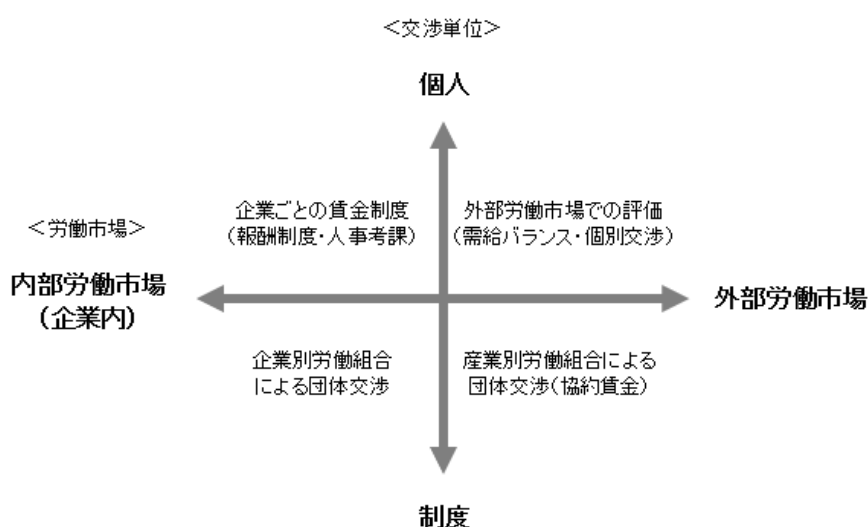 <交渉単位>
個人
企業ごとの賃金制度
(報酬制度・人事考課)
外部労働市場での評価
(需給バランス・個別交渉)
<労働市場>
内部労働市場
(企業内)
外部労働市場
企業別労働組合
による団体交渉
産業別労働組合による
団体交渉(協約賃金)
制度